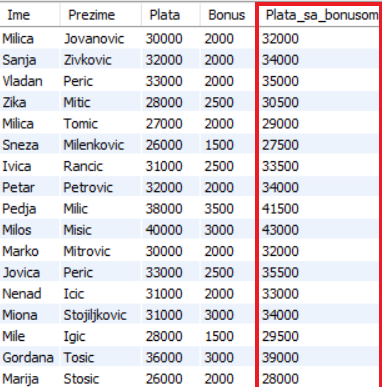 Ime Prezime Plata Bonus Plata_sa_bonusom
Milica Jovanovic 30000 2000 32000
Sanja Zivkovic 32000 2000 34000
Vladan Peric 33000 2000 35000
Zika Mitic 28000 2500 30500
Milica Tomic 27000 2000 29000
Sneza Milenkovic 26000 1500 27500
Ivica Rancic 31000 2500 33500
Petar Petrovic 32000 2000 34000
Pedja Milic 38000 3500 41500
Milos Misic 40000 3000 43000
Marko Mitrovic 30000 2000 32000
Jovica Peric 33000 2500 35500
Nenad Icic 31000 2000 33000
Miona Stojiljkovic 31000 3000 34000
Mile Igic 28000 1500 29500
Gordana Tosic 36000 3000 39000
Marija Stosic 26000 2000 28000